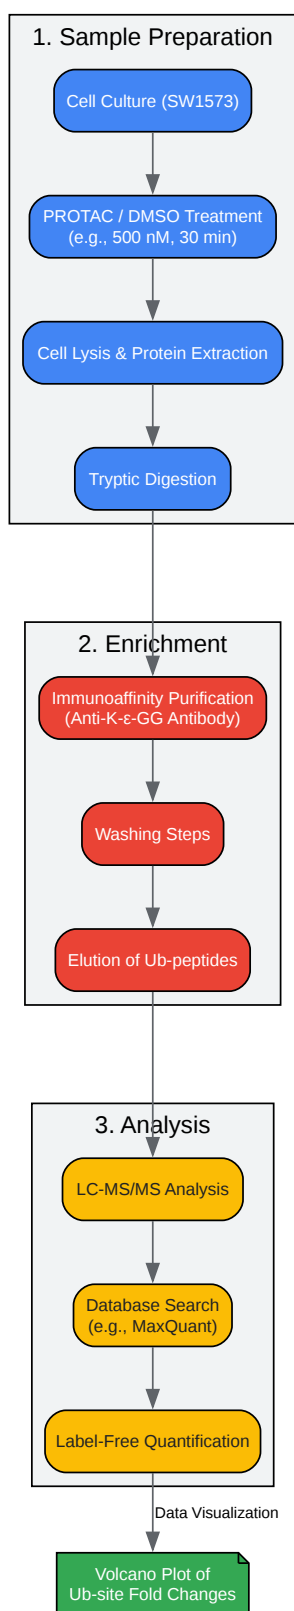 1. Sample Preparation
Cell Culture (SW1573)
PROTAC / DMSO Treatment
(e.g., 500 nM, 30 min)
Cell Lysis & Protein Extraction
Tryptic Digestion
2. Enrichment
Immunoaffinity Purification
(Anti-K-ε-GG Antibody)
Washing Steps
Elution of Ub-peptides
3. Analysis
LC-MS/MS Analysis
Database Search
(e.g., MaxQuant)
Label-Free Quantification
Data Visualization
Volcano Plot of
Ub-site Fold Changes